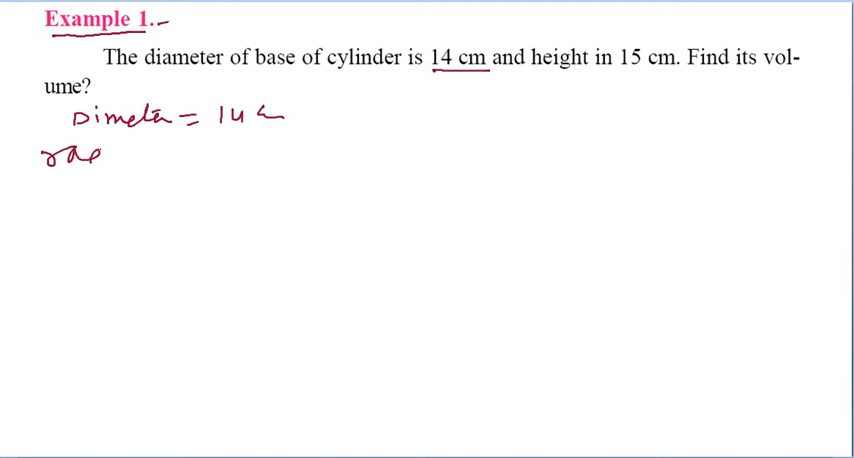 Example 1.-
The diameter of base of cylinder is 14 cm and height in 15 cm. Find its vol-
ume?
Dimeter = 14 c